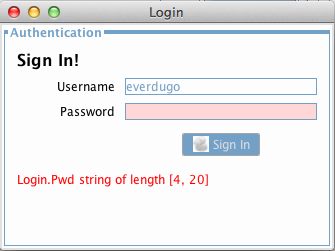 Login
Authentication
Sign In!
Username everdugo
Password
Sign In
Login.Pwd string of length [4, 20]